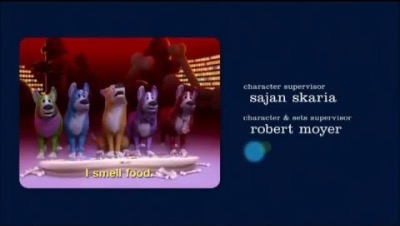 character supervisor
sajan skaria
character & sets supervisor
robert moyer
I smell food.